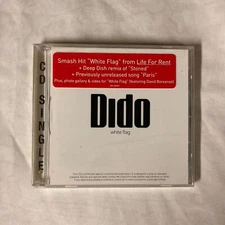 Smash Hit "White Flag" from Life For Rent
+ Deep Dish remix of "Stoned"
+ Previously unreleased song "Paris"
Plus, photo gallery & video for "White Flag" (featuring David Boreanaz)
CD SINGLE
Dido
white flag